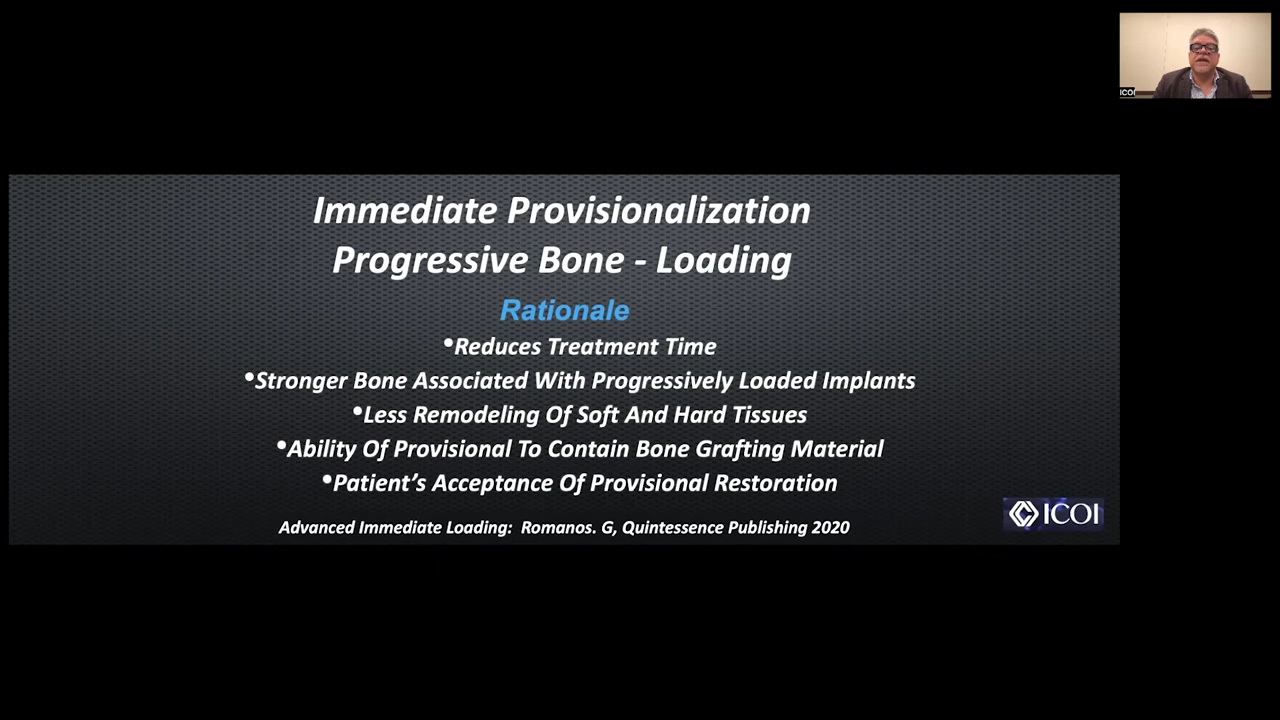 ICOI
Immediate Provisionalization
Progressive Bone - Loading
Rationale
•Reduces Treatment Time
•Stronger Bone Associated With Progressively Loaded Implants
•Less Remodeling Of Soft And Hard Tissues
•Ability Of Provisional To Contain Bone Grafting Material
•Patient’s Acceptance Of Provisional Restoration
Advanced Immediate Loading: Romanos. G, Quintessence Publishing 2020
ICOI